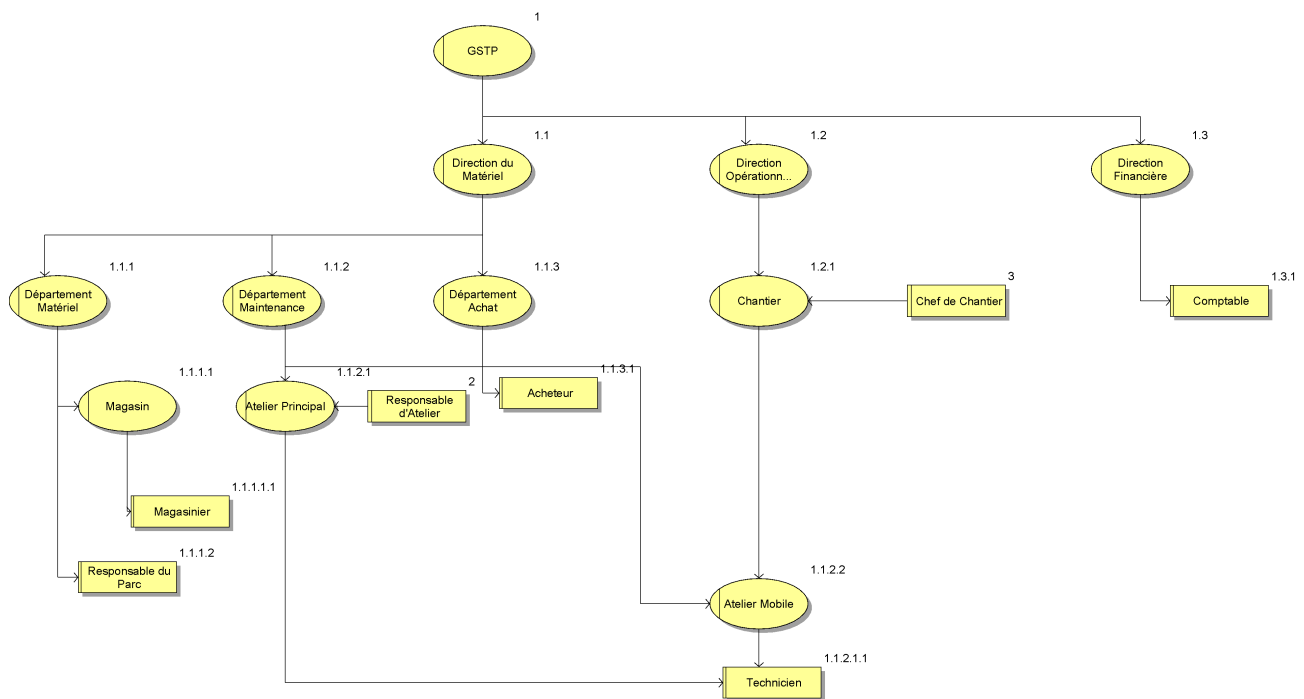 1
GSTP
1.1
1.2
1.3
Direction du
Matériel
Direction
Opérationn...
Direction
Financière
1.1.1
1.1.2
1.1.3
1.2.1
3
1.3.1
Département
Matériel
Département
Maintenance
Département
Achat
Chantier
Chef de Chantier
Comptable
1.1.1.1
1.1.2.1
2
1.1.3.1
Magasin
Atelier Principal
Responsable
d'Atelier
Acheteur
1.1.1.1.1
Magasinier
1.1.1.2
Responsable du
Parc
1.1.2.2
Atelier Mobile
1.1.2.1.1
Technicien